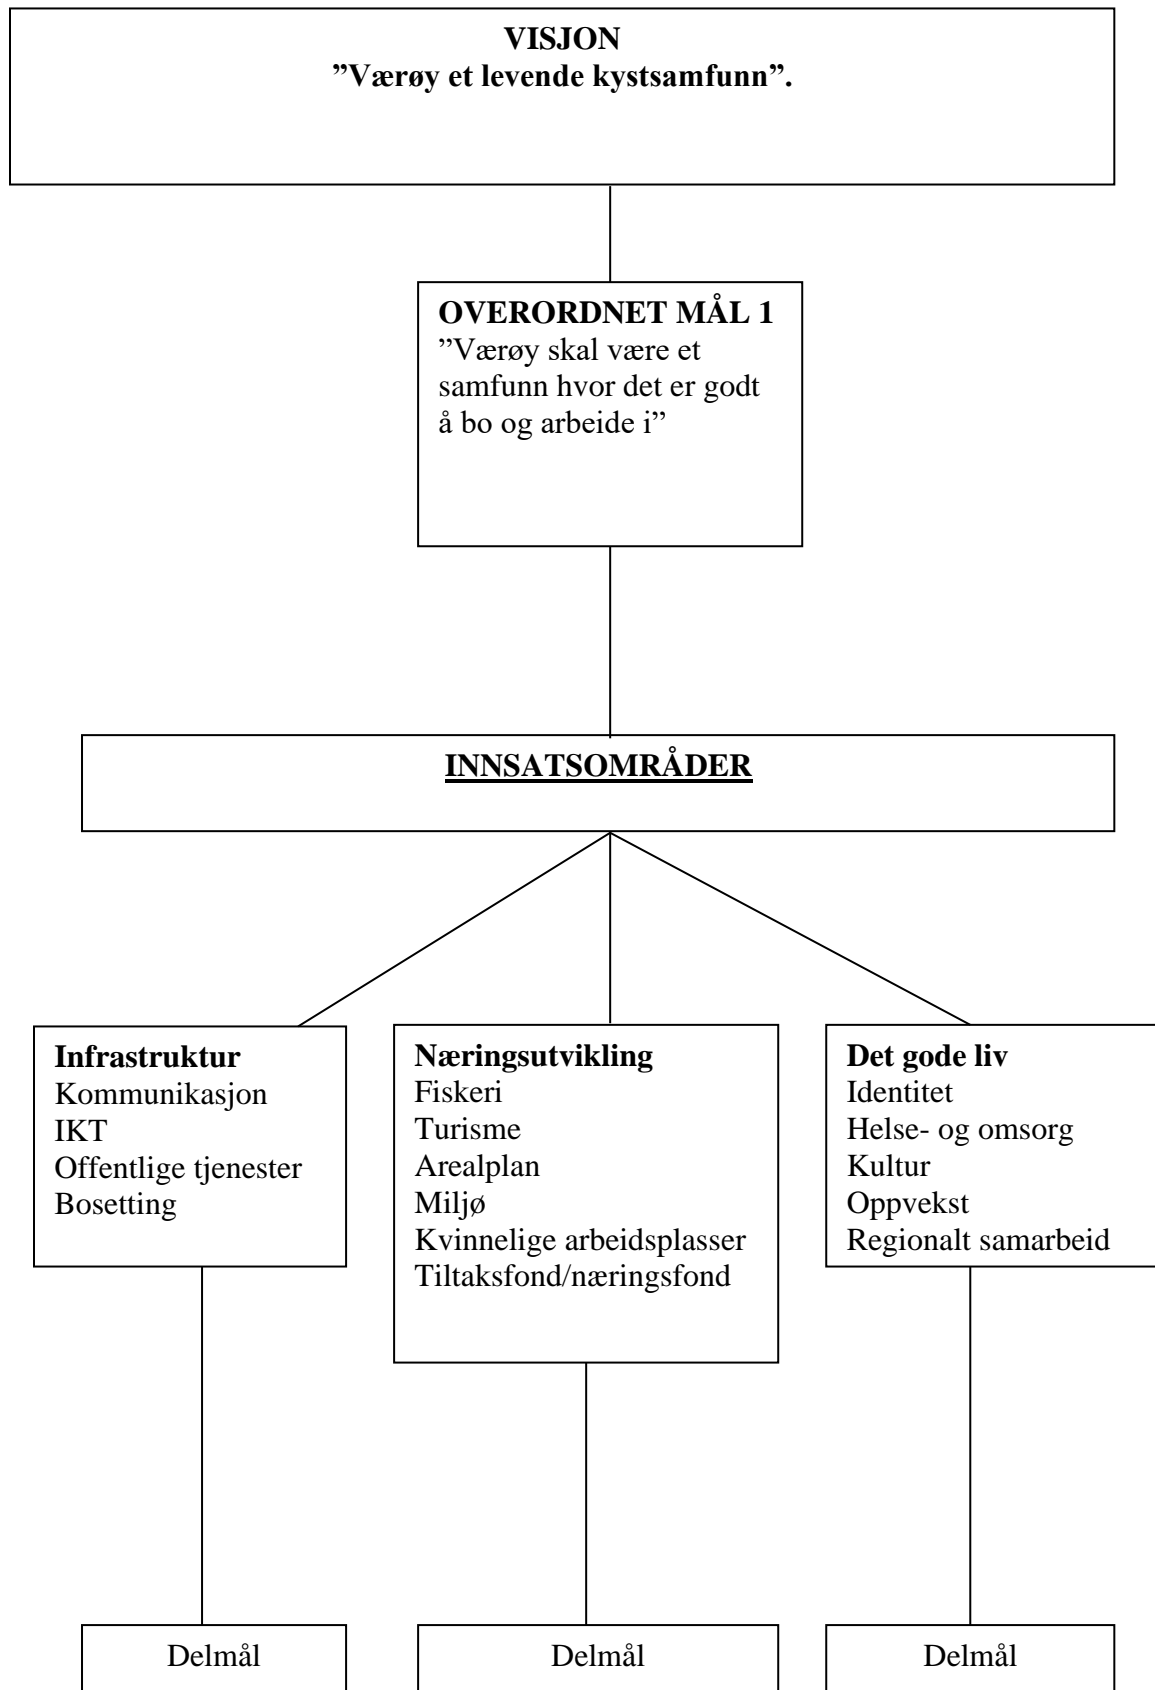 VISJON
”Værøy et levende kystsamfunn”.
OVERORDNET MÅL 1
”Værøy skal være et
samfunn hvor det er godt
å bo og arbeide i”
INNSATSOMRÅDER
Infrastruktur
Kommunikasjon
IKT
Offentlige tjenester
Bosetting
Næringsutvikling
Fiskeri
Turisme
Arealplan
Miljø
Kvinnelige arbeidsplasser
Tiltaksfond/næringsfond
Det gode liv
Identitet
Helse- og omsorg
Kultur
Oppvekst
Regionalt samarbeid
Delmål
Delmål
Delmål